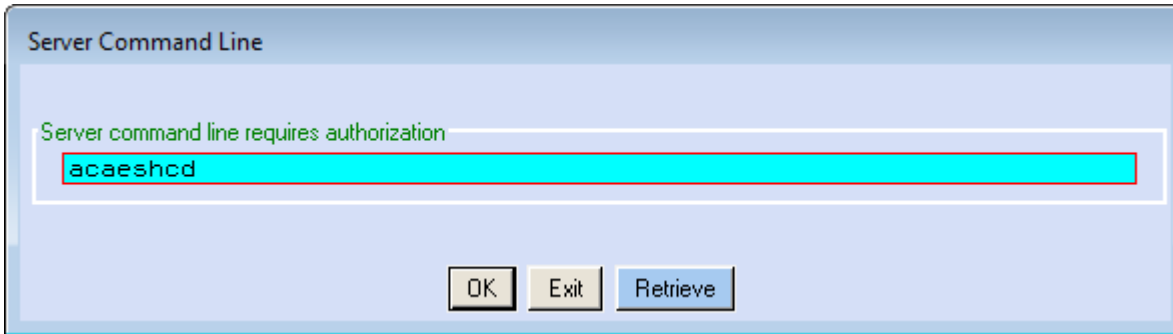 Server Command Line
Server command line requires authorization
acaeshcd
OK Exit Retrieve